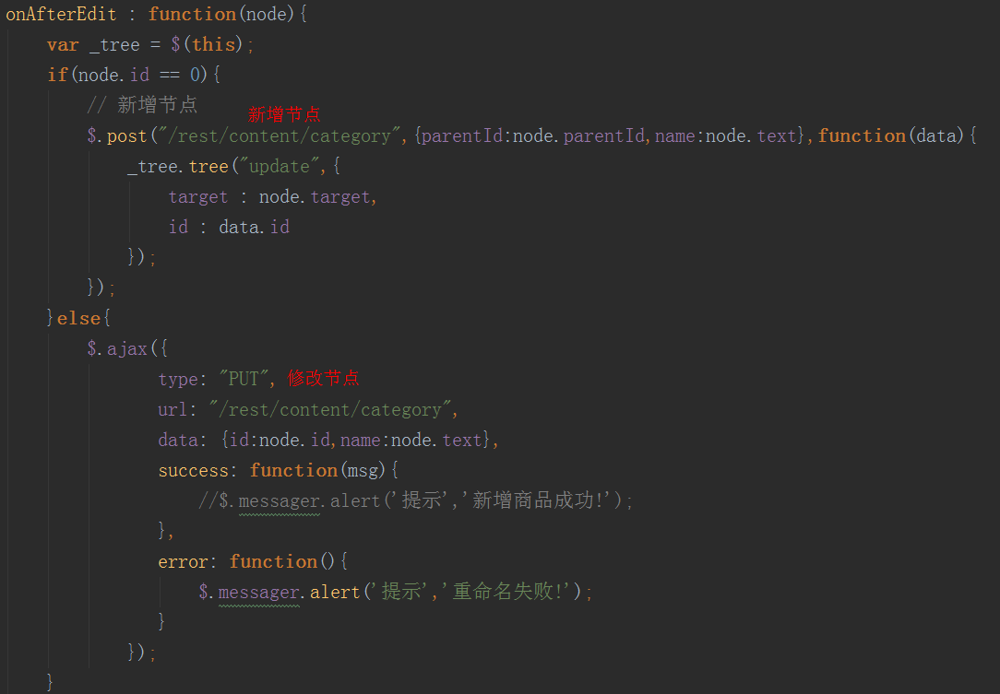 onAfterEdit : function(node){
var _tree = $(this);
if(node.id == 0){
// 新增节点
新增节点
$.post("/rest/content/category",{parentId:node.parentId,name:node.text},function(data){
_tree.tree("update",{
target : node.target,
id : data.id
});
});
}else{
$.ajax({
type: "PUT", 修改节点
url: "/rest/content/category",
data: {id:node.id,name:node.text},
success: function(msg){
//$.messager.alert('提示','新增商品成功!');
},
error: function(){
$.messager.alert('提示','重命名失败!');
}
});
}